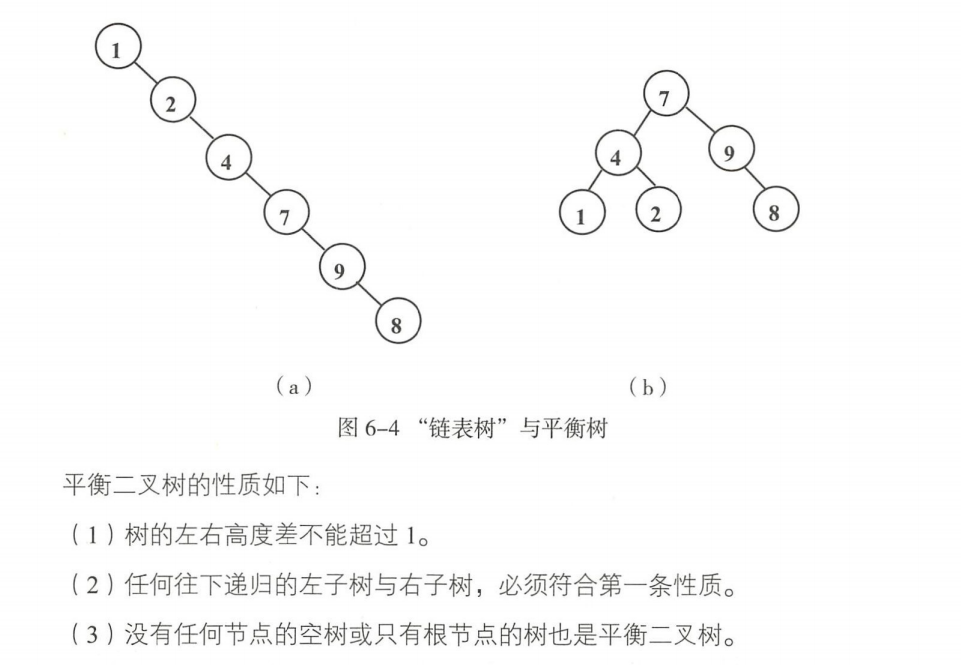 1
2
4
7
9
8
7
4
9
1
2
8
（a）
（b）
图 6-4 “链表树”与平衡树
平衡二叉树的性质如下：
（1）树的左右高度差不能超过 1。
（2）任何往下递归的左子树与右子树，必须符合第一条性质。
（3）没有任何节点的空树或只有根节点的树也是平衡二叉树。